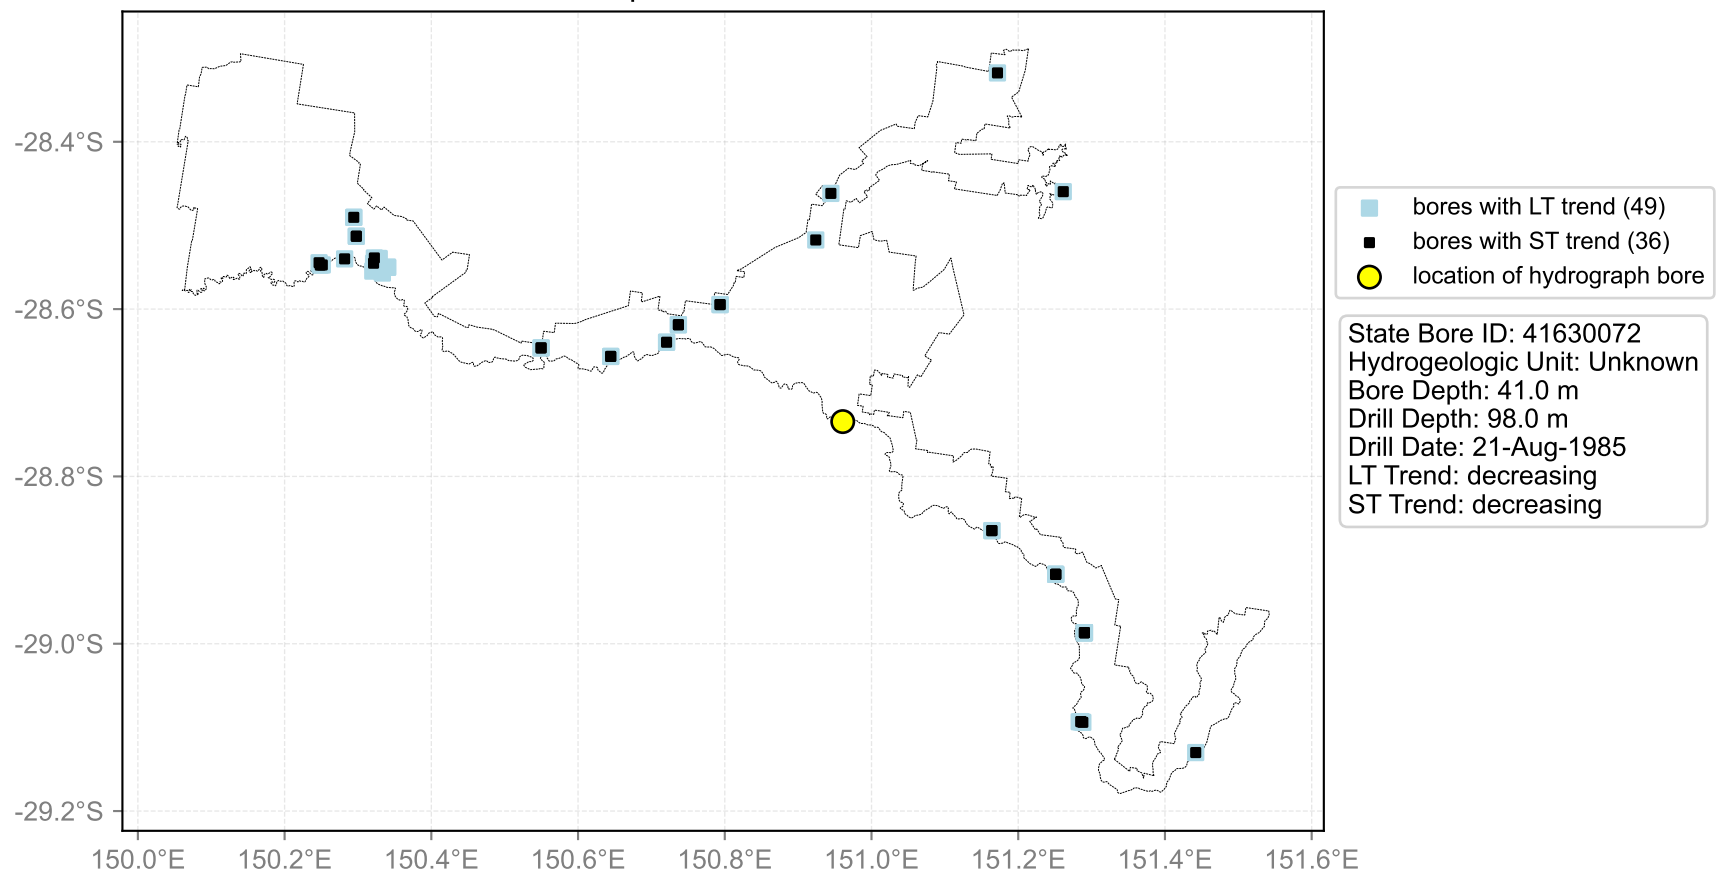 -28.4°S
-28.6°S
-28.8°S
-29.0°S
-29.2°S
150.0°E
150.2°E
150.4°E
150.6°E
150.8°E
151.0°E
151.2°E
151.4°E
151.6°E
bores with LT trend (49)
bores with ST trend (36)
location of hydrograph bore
State Bore ID: 41630072
Hydrogeologic Unit: Unknown
Bore Depth: 41.0 m
Drill Depth: 98.0 m
Drill Date: 21-Aug-1985
LT Trend: decreasing
ST Trend: decreasing